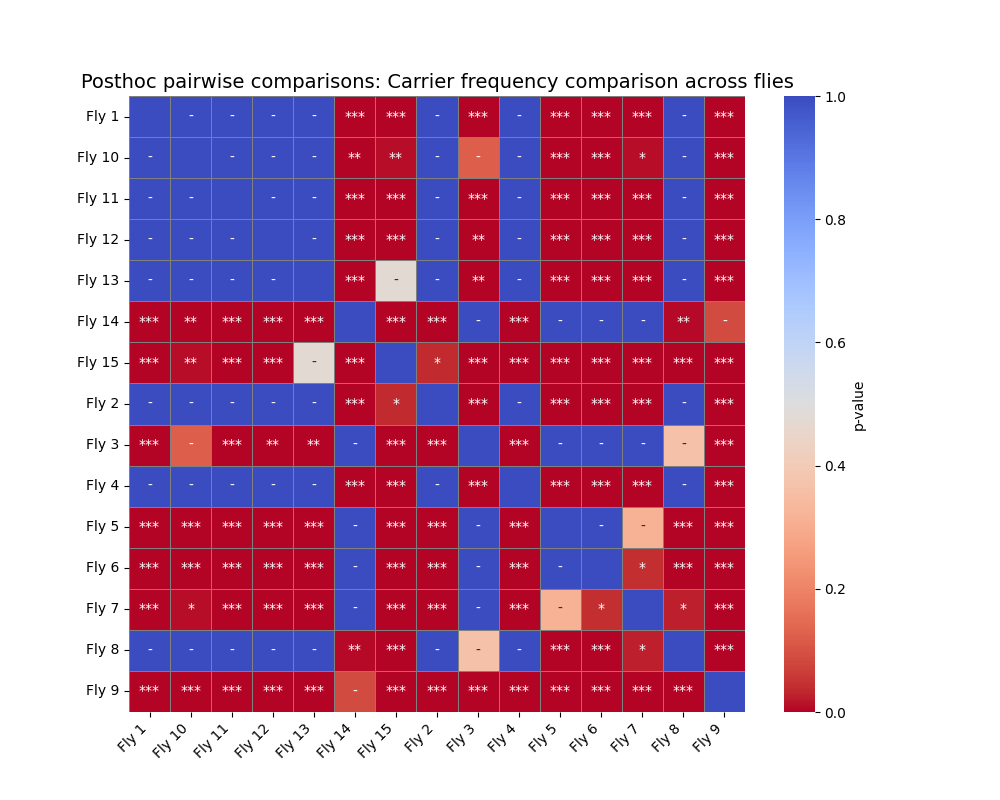 Posthoc pairwise comparisons: Carrier frequency comparison across flies
Fly 1 - - - - *** *** - *** - *** *** *** - ***
Fly 10 - - - - ** ** - - - *** *** * - ***
Fly 11 - - - - *** *** - *** - *** *** *** - ***
Fly 12 - - - - *** *** - ** - *** *** *** - ***
Fly 13 - - - - *** - - ** - *** *** *** - ***
Fly 14 *** ** *** *** *** *** *** - *** - - - ** -
Fly 15 *** ** *** *** - *** * *** *** *** *** *** *** ***
Fly 2 - - - - - *** * *** - *** *** *** - ***
Fly 3 *** - *** ** ** - *** *** *** - - - - ***
Fly 4 - - - - - *** *** - *** *** *** *** - ***
Fly 5 *** *** *** *** *** - *** *** - *** - - *** ***
Fly 6 *** *** *** *** *** - *** *** - *** - * *** ***
Fly 7 *** * *** *** *** - *** *** - *** - * * ***
Fly 8 - - - - - ** *** - - - *** *** * ***
Fly 9 *** *** *** *** *** - *** *** *** *** *** *** *** ***
Fly 1 Fly 10 Fly 11 Fly 12 Fly 13 Fly 14 Fly 15 Fly 2 Fly 3 Fly 4 Fly 5 Fly 6 Fly 7 Fly 8 Fly 9
1.0
0.8
0.6
0.4
0.2
0.0
p-value